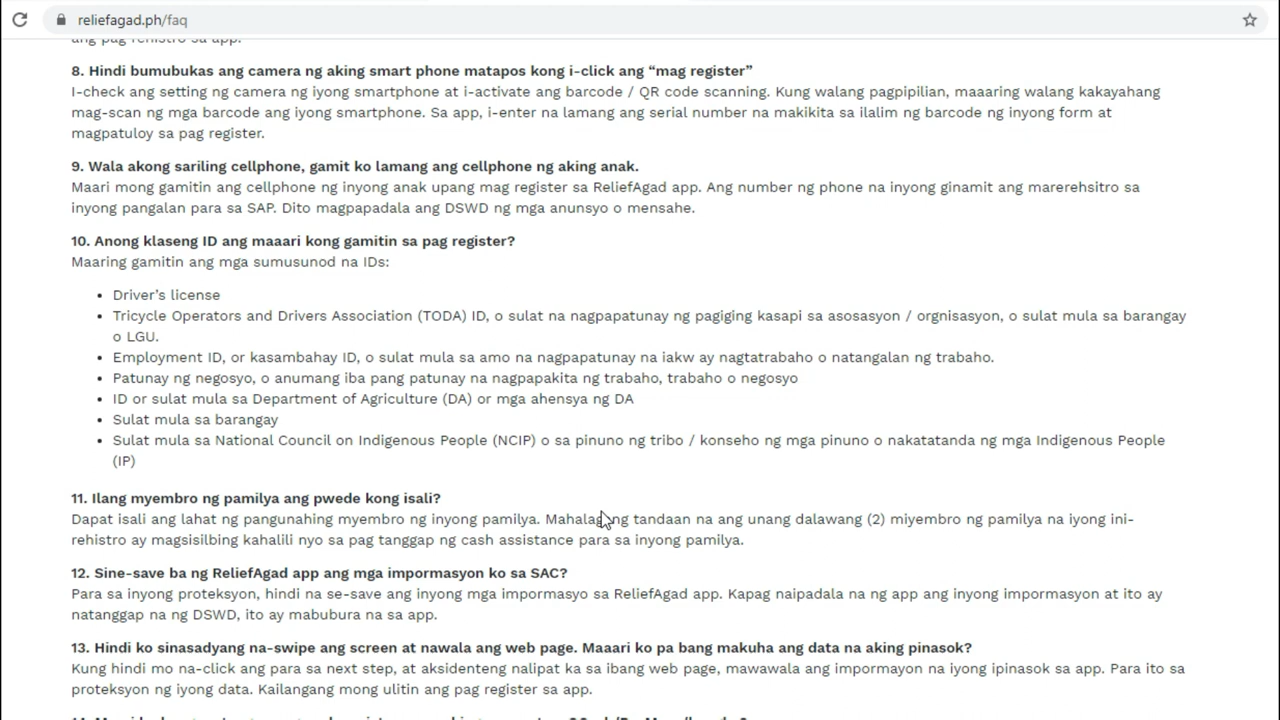 reliefagad.ph/faq
ang pag rehistro sa app.
8. Hindi bumubukas ang camera ng aking smart phone matapos kong i-click ang “mag register”
I-check ang setting ng camera ng iyong smartphone at i-activate ang barcode / QR code scanning. Kung walang pagpipilian, maaaring walang kakayahang
mag-scan ng mga barcode ang iyong smartphone. Sa app, i-enter na lamang ang serial number na makikita sa ilalim ng barcode ng inyong form at
magpatuloy sa pag register.
9. Wala akong sariling cellphone, gamit ko lamang ang cellphone ng aking anak.
Maari mong gamitin ang cellphone ng inyong anak upang mag register sa ReliefAgad app. Ang number ng phone na inyong ginamit ang marerehsitro sa
inyong pangalan para sa SAP. Dito magpapadala ang DSWD ng mga anunsyo o mensahe.
10. Anong klaseng ID ang maaari kong gamitin sa pag register?
Maaring gamitin ang mga sumusunod na IDs:
• Driver’s license
• Tricycle Operators and Drivers Association (TODA) ID, o sulat na nagpapatunay ng pagiging kasapi sa asosasyon / orgnisasyon, o sulat mula sa barangay
o LGU.
• Employment ID, or kasambahay ID, o sulat mula sa amo na nagpapatunay na iakw ay nagtatrabaho o natangalan ng trabaho.
• Patunay ng negosyo, o anumang iba pang patunay na nagpapakita ng trabaho, trabaho o negosyo
• ID or sulat mula sa Department of Agriculture (DA) or mga ahensya ng DA
• Sulat mula sa barangay
• Sulat mula sa National Council on Indigenous People (NCIP) o sa pinuno ng tribo / konseho ng mga pinuno o nakatatanda ng mga Indigenous People
(IP)
11. Ilang myembro ng pamilya ang pwede kong isali?
Dapat isali ang lahat ng pangunahing myembro ng inyong pamilya. Mahalagang tandaan na ang unang dalawang (2) miyembro ng pamilya na iyong ini-
rehistro ay magsisilbing kahalili nyo sa pag tanggap ng cash assistance para sa inyong pamilya.
12. Sine-save ba ng ReliefAgad app ang mga impormasyon ko sa SAC?
Para sa inyong proteksyon, hindi na se-save ang inyong mga impormasyo sa ReliefAgad app. Kapag naipadala na ng app ang inyong impormasyon at ito ay
natanggap na ng DSWD, ito ay mabubura na sa app.
13. Hindi ko sinasadyang na-swipe ang screen at nawala ang web page. Maaari ko pa bang makuha ang data na aking pinasok?
Kung hindi mo na-click ang para sa next step, at aksidenteng nalipat ka sa ibang web page, mawawala ang impormayon na iyong ipinasok sa app. Para ito sa
proteksyon ng iyong data. Kailangang mong ulitin ang pag register sa app.